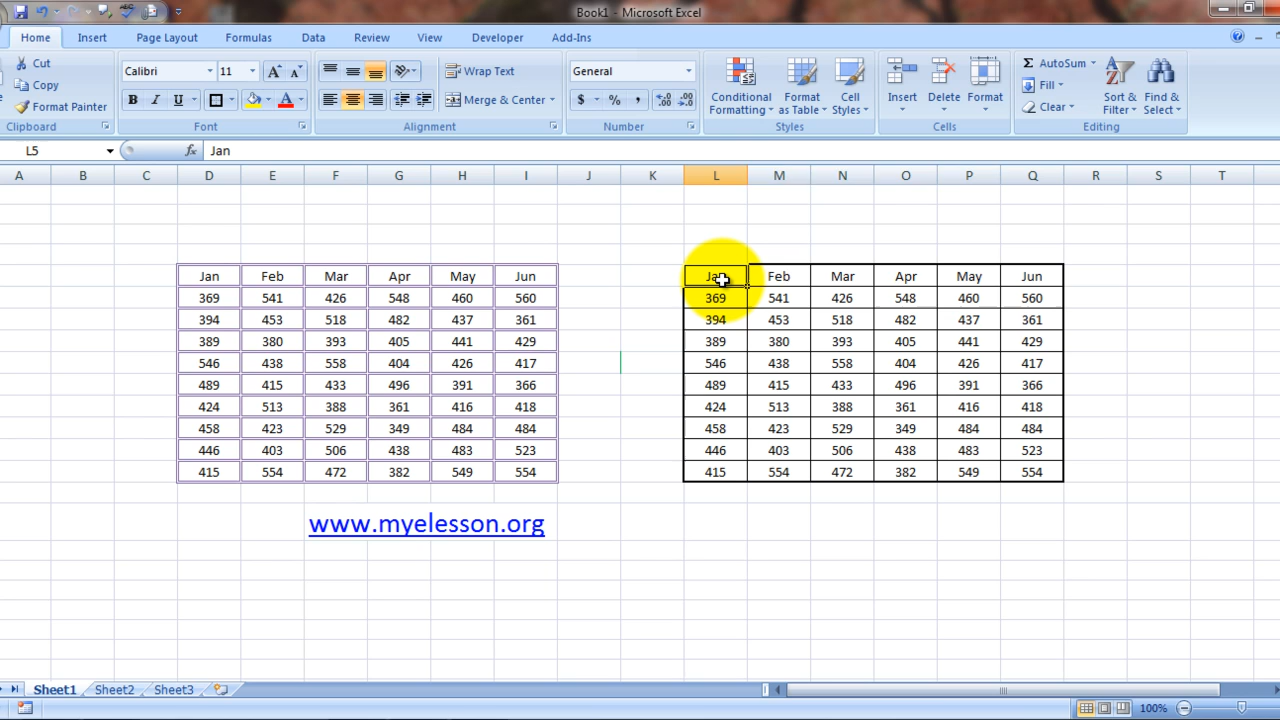 Book1 - Microsoft Excel
Home Insert Page Layout Formulas Data Review View Developer Add-Ins
Cut
Copy
Format Painter
Clipboard
Calibri 11 A A
B I U A
Font
Wrap Text
Merge & Center
Alignment
General
$ % , .0 .00 .00 .0
Number
Conditional Formatting
Format as Table
Cell Styles
Styles
Insert Delete Format
Cells
Σ AutoSum
Fill
Clear
Sort & Filter
Find & Select
Editing
L5 fx Jan
A B C D E F G H I J K L M N O P Q R S T
Jan Feb Mar Apr May Jun Jan Feb Mar Apr May Jun
369 541 426 548 460 560 369 541 426 548 460 560
394 453 518 482 437 361 394 453 518 482 437 361
389 380 393 405 441 429 389 380 393 405 441 429
546 438 558 404 426 417 546 438 558 404 426 417
489 415 433 496 391 366 489 415 433 496 391 366
424 513 388 361 416 418 424 513 388 361 416 418
458 423 529 349 484 484 458 423 529 349 484 484
446 403 506 438 483 523 446 403 506 438 483 523
415 554 472 382 549 554 415 554 472 382 549 554
www.myelesson.org
Sheet1 Sheet2 Sheet3
100%